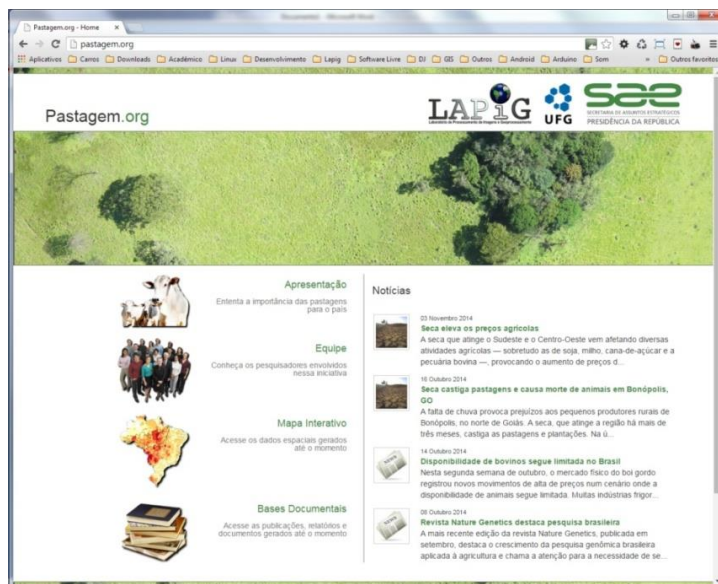 Documento1 - Microsoft Word
Pastagem.org - Home
pastagem.org
Aplicativos Carros Downloads Acadêmico Linux Desenvolvimento Lapig Software Livre DJ GIS Outros Android Arduino Som » Outros favoritos
Pastagem.org
LAPIG
Laboratório de Processamento de Imagens e Geoprocessamento
UFG
sae
SECRETARIA DE ASSUNTOS ESTRATÉGICOS
PRESIDÊNCIA DA REPÚBLICA
Apresentação
Ententa a importância das pastagens
para o país
Equipe
Conheça os pesquisadores envolvidos
nessa iniciativa
Mapa Interativo
Acesse os dados espaciais gerados
até o momento
Bases Documentais
Acesse as publicações, relatórios e
documentos gerados até o momento
Notícias
03 Novembro 2014
Seca eleva os preços agrícolas
A seca que atinge o Sudeste e o Centro-Oeste vem afetando diversas
atividades agrícolas — sobretudo as de soja, milho, cana-de-açúcar e a
pecuária bovina —, provocando o aumento de preços d...
16 Outubro 2014
Seca castiga pastagens e causa morte de animais em Bonópolis,
GO
A falta de chuva provoca prejuízos aos pequenos produtores rurais de
Bonópolis, no norte de Goiás. A seca, que atinge a região há mais de
três meses, castiga as pastagens e plantações. Na ú...
14 Outubro 2014
Disponibilidade de bovinos segue limitada no Brasil
Nesta segunda semana de outubro, o mercado físico do boi gordo
registrou novos movimentos de alta de preços num cenário onde a
disponibilidade de animais segue limitada. Muitas indústrias frigor...
08 Outubro 2014
Revista Nature Genetics destaca pesquisa brasileira
A mais recente edição da revista Nature Genetics, publicada em
setembro, destaca o crescimento da pesquisa genômica brasileira
aplicada à agricultura e chama a atenção para a necessidade de se...